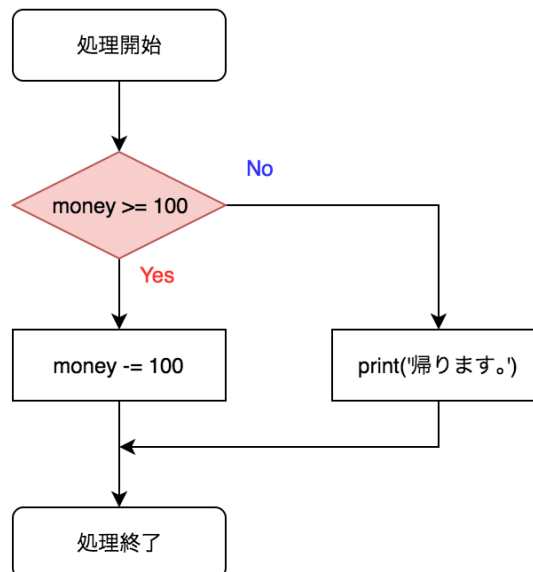 処理開始
No
money >= 100
Yes
money -= 100
print('帰ります。')
処理終了